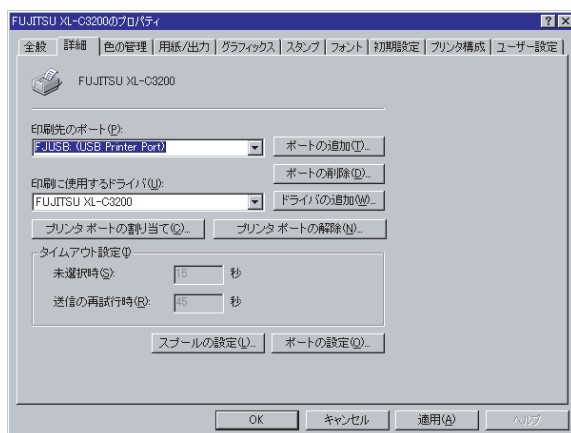 FUJITSU XL-C3200のプロパティ
全般 詳細 色の管理 用紙/出力 グラフィックス スタンプ フォント 初期設定 プリンタ構成 ユーザー設定
FUJITSU XL-C3200
印刷先のポート(P):
FJUSB: (USB Printer Port)
ポートの追加(T)...
ポートの削除(D)...
印刷に使用するドライバ(U):
FUJITSU XL-C3200
ドライバの追加(W)...
プリンタ ポートの割り当て(C)...
プリンタ ポートの解除(N)...
タイムアウト設定
未選択時(S): 15 秒
送信の再試行時(R): 45 秒
スプールの設定(L)...
ポートの設定(O)...
OK キャンセル 適用(A) ヘルプ